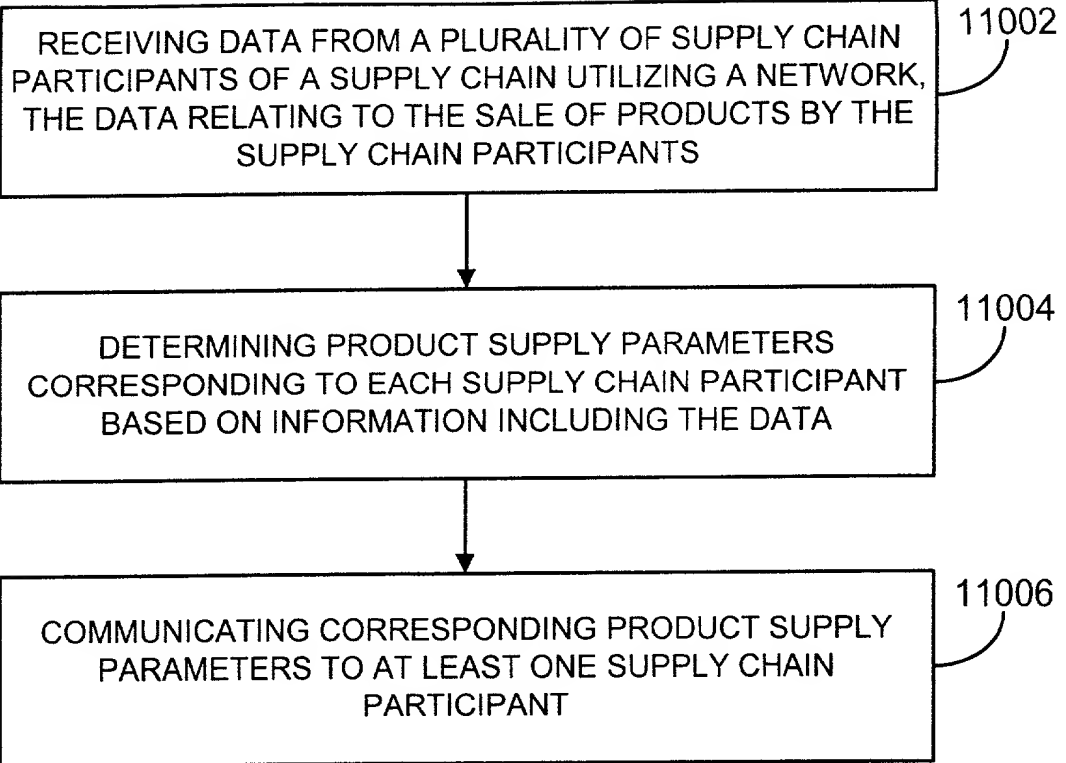 11002
RECEIVING DATA FROM A PLURALITY OF SUPPLY CHAIN
PARTICIPANTS OF A SUPPLY CHAIN UTILIZING A NETWORK,
THE DATA RELATING TO THE SALE OF PRODUCTS BY THE
SUPPLY CHAIN PARTICIPANTS
11004
DETERMINING PRODUCT SUPPLY PARAMETERS
CORRESPONDING TO EACH SUPPLY CHAIN PARTICIPANT
BASED ON INFORMATION INCLUDING THE DATA
11006
COMMUNICATING CORRESPONDING PRODUCT SUPPLY
PARAMETERS TO AT LEAST ONE SUPPLY CHAIN
PARTICIPANT